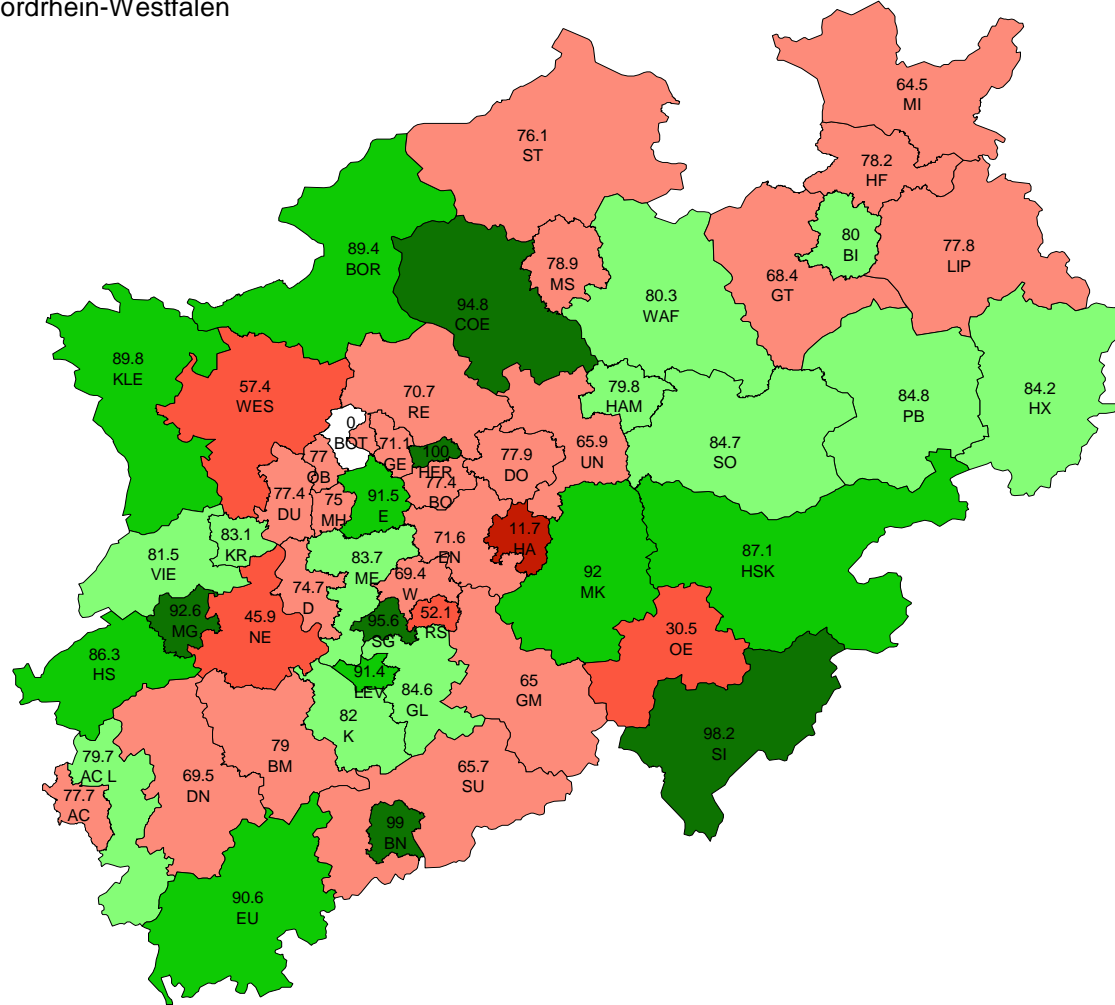 ordrhein-Westfalen
64.5
MI
76.1
ST
78.2
HF
80
BI
77.8
LIP
89.4
BOR
78.9
MS
68.4
GT
94.8
COE
80.3
WAF
89.8
KLE
57.4
WES
70.7
RE
79.8
HAM
84.8
PB
84.2
HX
0
BOT
71.1
GE
100
HER
77.9
DO
65.9
UN
84.7
SO
77
OB
77.4
DU
75
MH
91.5
E
77.4
BO
83.1
KR
81.5
VIE
83.7
ME
71.6
EN
11.7
HA
92
MK
87.1
HSK
74.7
D
69.4
W
92.6
MG
45.9
NE
95.6
SG
52.1
RS
30.5
OE
86.3
HS
91.4
LEV
84.6
GL
65
GM
82
K
98.2
SI
79.7
AC L
79
BM
77.7
AC
69.5
DN
65.7
SU
99
BN
90.6
EU